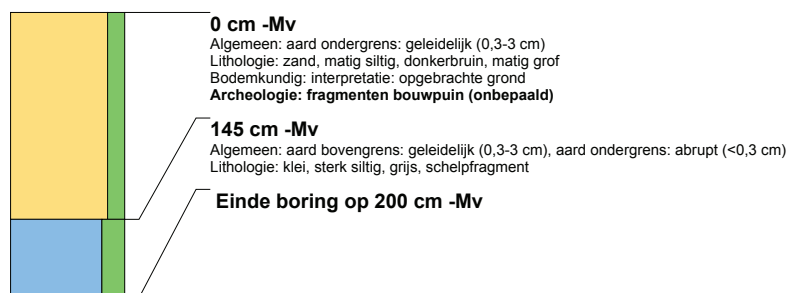 0 cm -Mv
Algemeen: aard ondergrens: geleidelijk (0,3-3 cm)
Lithologie: zand, matig siltig, donkerbruin, matig grof
Bodemkundig: interpretatie: opgebrachte grond
Archeologie: fragmenten bouwpuin (onbepaald)
145 cm -Mv
Algemeen: aard bovengrens: geleidelijk (0,3-3 cm), aard ondergrens: abrupt (<0,3 cm)
Lithologie: klei, sterk siltig, grijs, schelpfragment
Einde boring op 200 cm -Mv